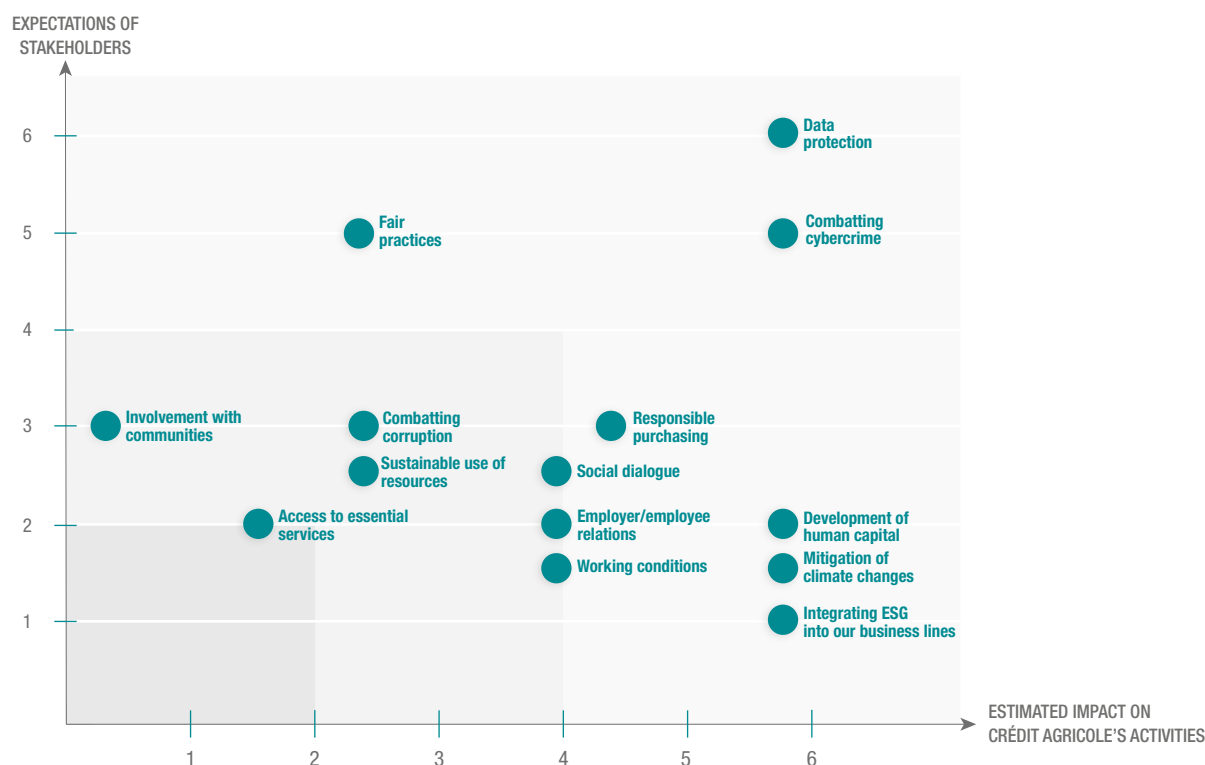 EXPECTATIONS OF
STAKEHOLDERS
6
Data
protection
5
Fair
practices
Combatting
cybercrime
4
3
Involvement with
communities
Combatting
corruption
Responsible
purchasing
Sustainable use of
resources
Social dialogue
2
Access to essential
services
Employer/employee
relations
Development of
human capital
Working conditions
Mitigation of
climate changes
1
Integrating ESG
into our business lines
ESTIMATED IMPACT ON
CRÉDIT AGRICOLE'S ACTIVITIES
1
2
3
4
5
6